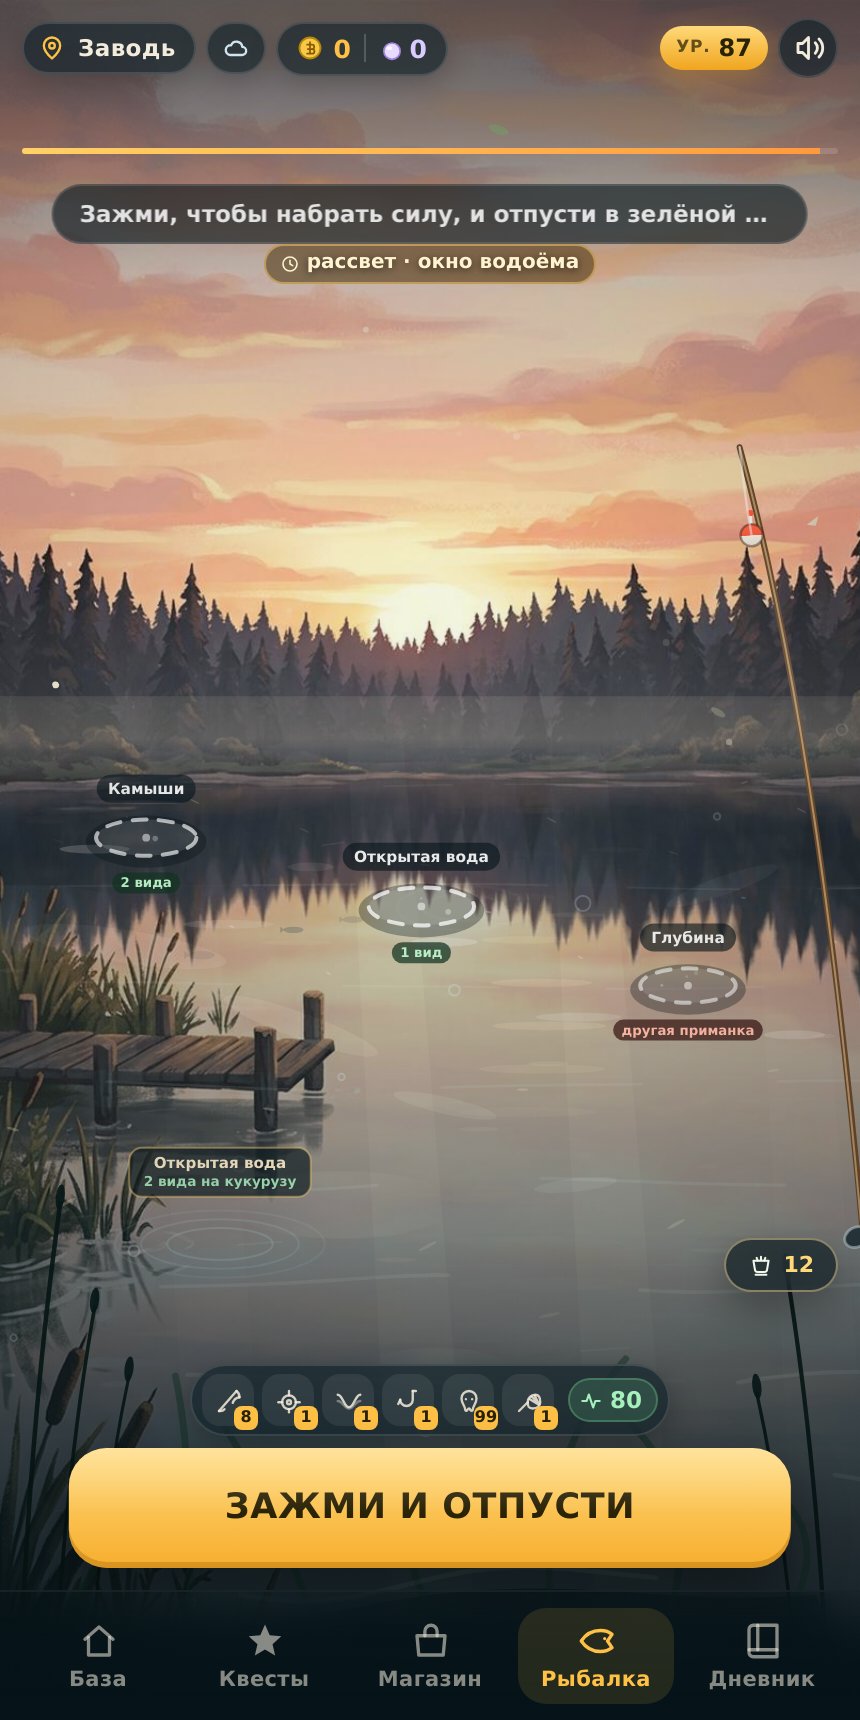 Заводь
0
0
УР. 87
Зажми, чтобы набрать силу, и отпусти в зелёной ...
рассвет · окно водоёма
Камыши
2 вида
Открытая вода
1 вид
Глубина
другая приманка
Открытая вода
2 вида на кукурузу
12
8
1
1
1
99
1
80
ЗАЖМИ И ОТПУСТИ
База
Квесты
Магазин
Рыбалка
Дневник